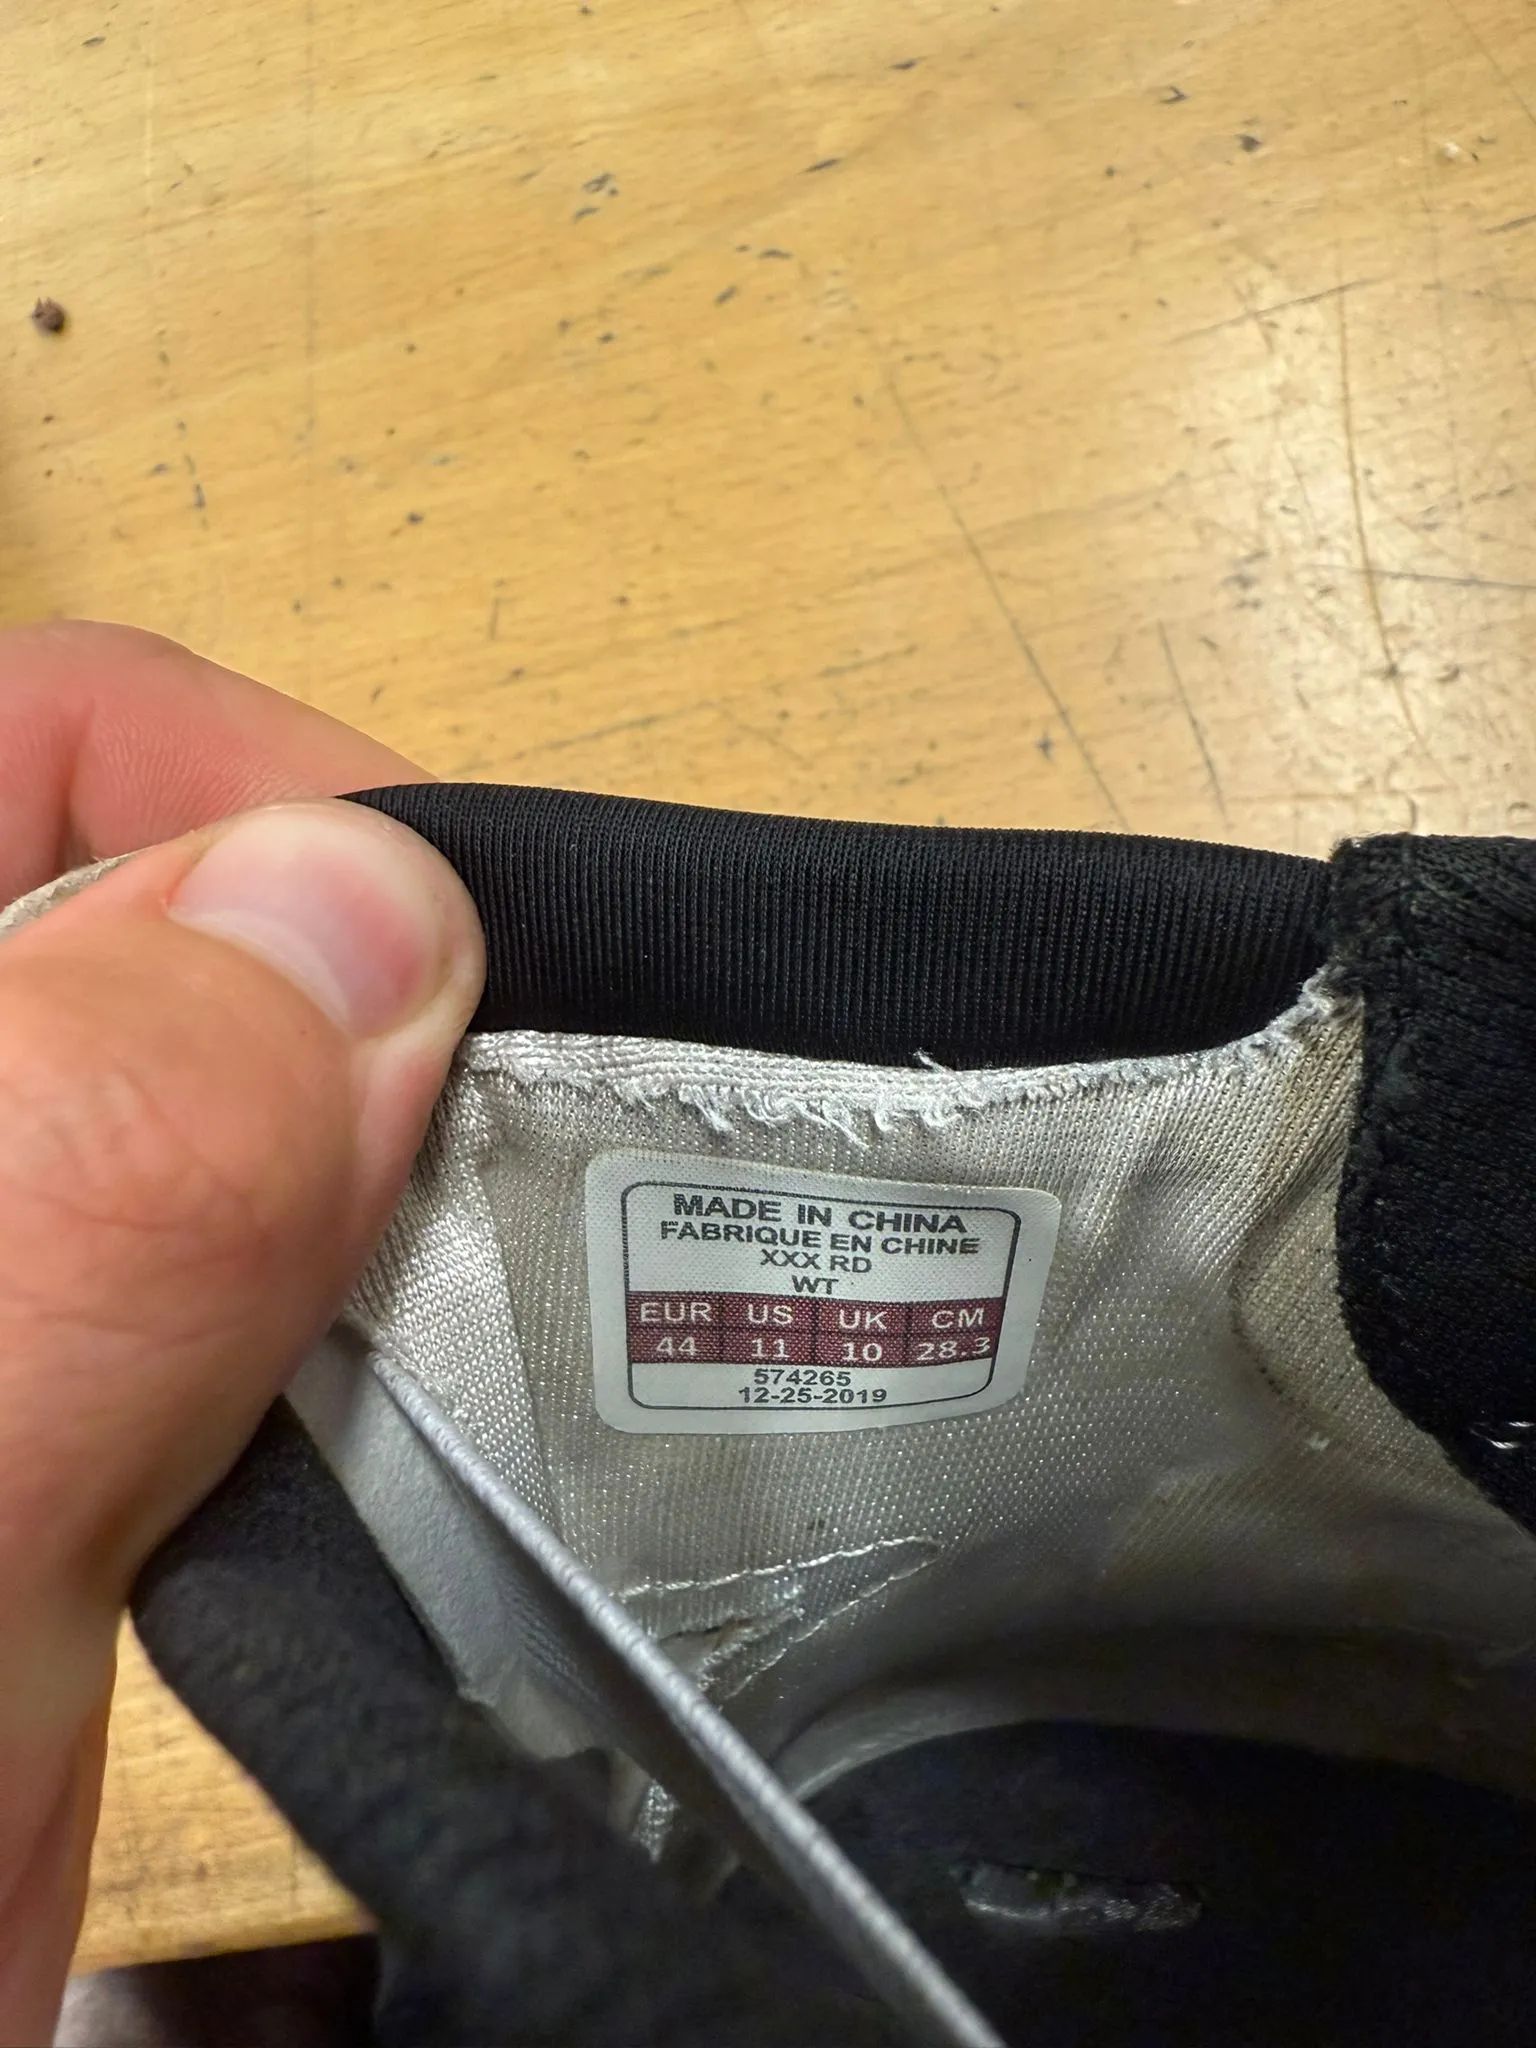 MADE IN CHINA
FABRIQUE EN CHINE
XXX RD
WT
EUR US UK CM
44 11 10 28.3
574265
12-25-2019